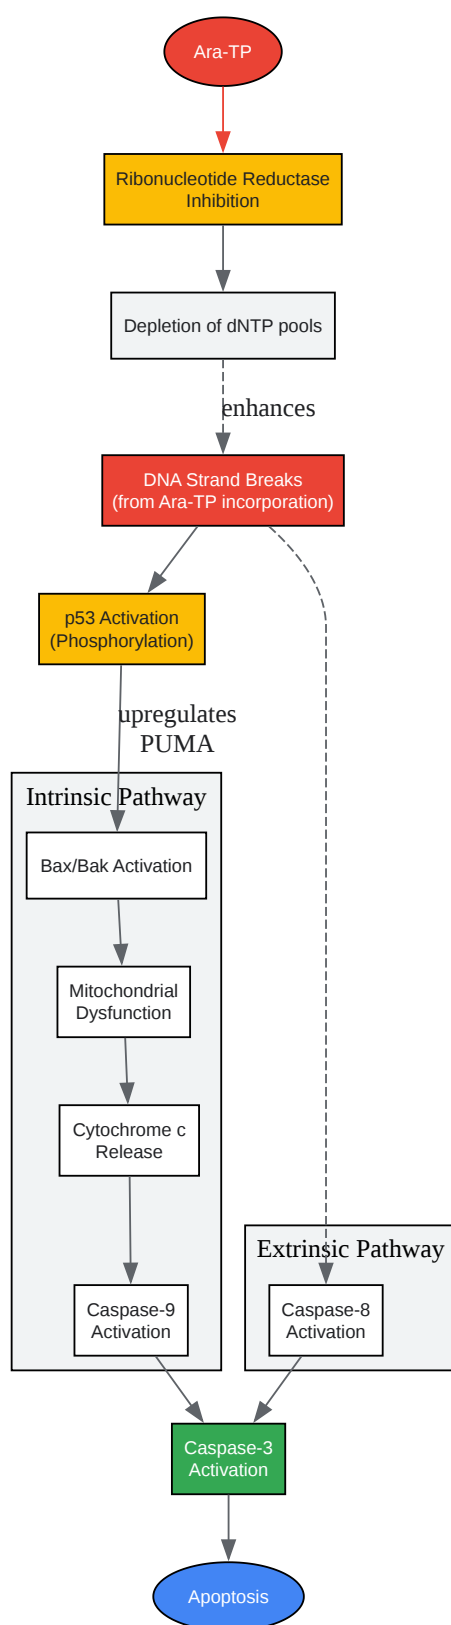 Ara-TP
Ribonucleotide Reductase
Inhibition
Depletion of dNTP pools
enhances
DNA Strand Breaks
(from Ara-TP incorporation)
p53 Activation
(Phosphorylation)
upregulates
PUMA
Intrinsic Pathway
Bax/Bak Activation
Mitochondrial
Dysfunction
Cytochrome c
Release
Extrinsic Pathway
Caspase-9
Activation
Caspase-8
Activation
Caspase-3
Activation
Apoptosis